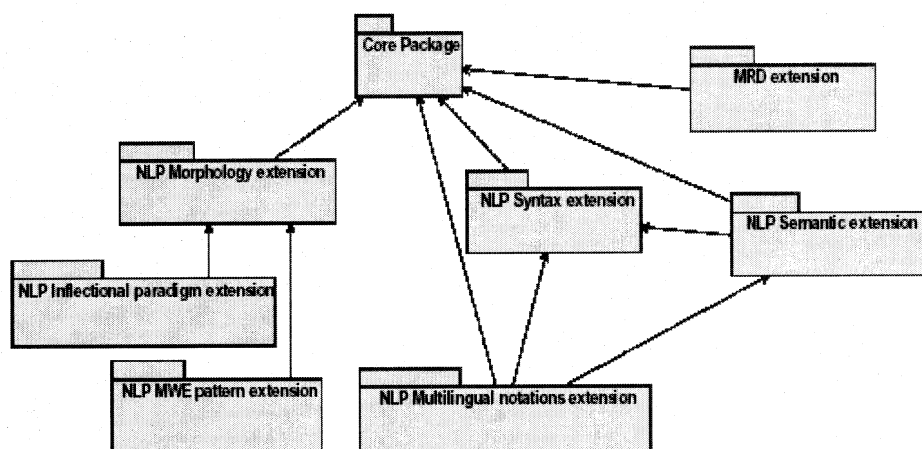 Core Package
MRD extension
NLP Morphology extension
NLP Syntax extension
NLP Semantic extension
NLP Inflectional paradigm extension
NLP MWE pattern extension
NLP Multilingual notations extension